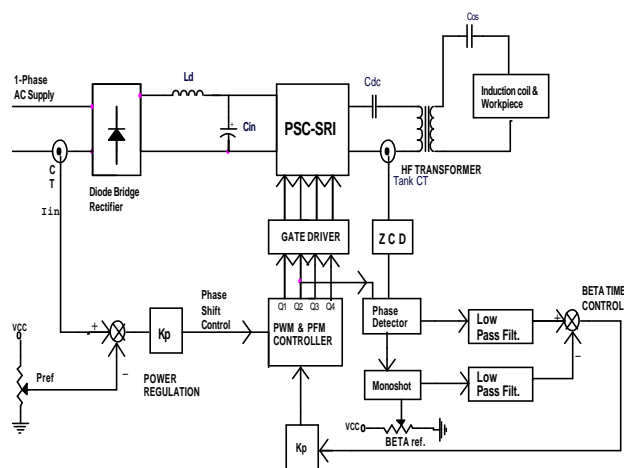 Cos
1-Phase
AC Supply
Ld
Cdc
Induction coil &
Workpiece
PSC-SRI
+
Cin
HF TRANSFORMER
Tank CT
C
T
Diode Bridge
Rectifier
Iin
GATE DRIVER
Z C D
Q1 Q2 Q3 Q4
Phase
Shift
Control
BETA TIME
CONTROL
VCC
+
Kp
PWM & PFM
CONTROLLER
Phase
Detector
Low
Pass Filt.
+
Pref
−
POWER
REGULATION
Monoshot
Low
Pass Filt.
−
VCC
BETA ref.
Kp